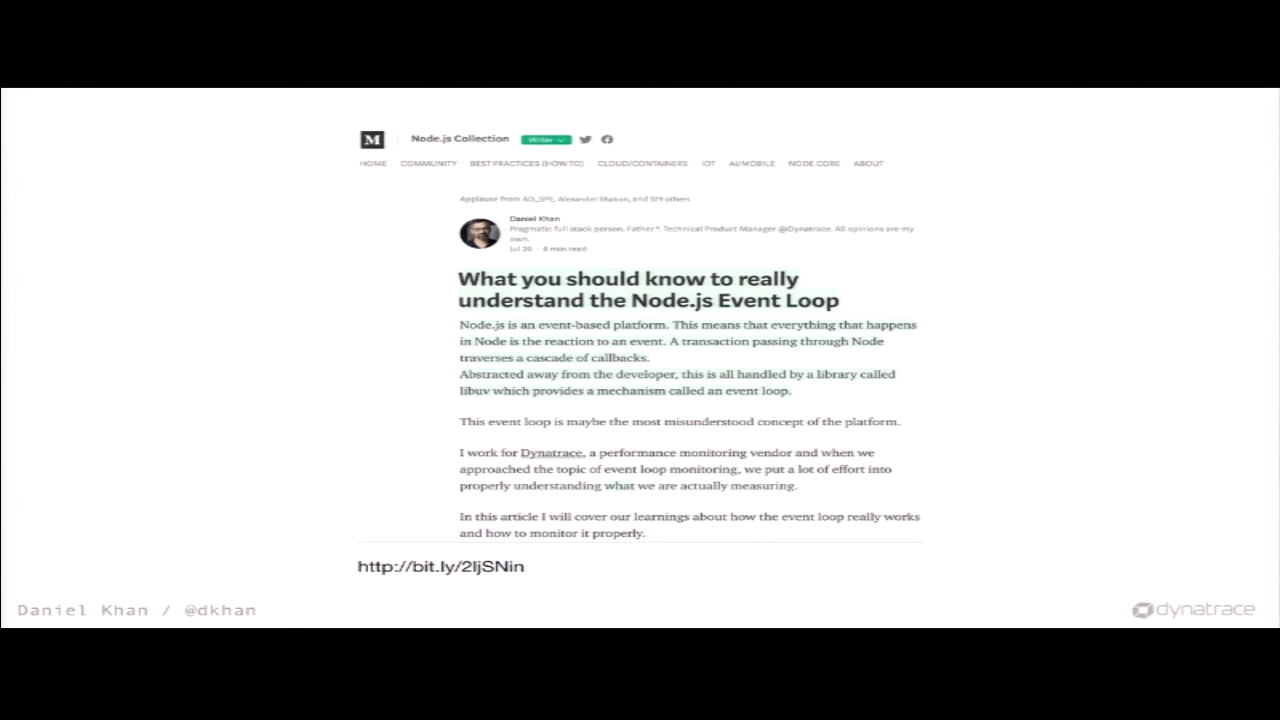 M
Node.js Collection
Writer
HOME COMMUNITY BEST PRACTICES (HOW TO) CLOUD/CONTAINERS IOT AI/MOBILE NODE CORE ABOUT
Applause from AD_SPE, Alexander Shakun, and 579 others
Daniel Khan
Pragmatic full stack person. Father*. Technical Product Manager @Dynatrace. All opinions are my
own.
Jul 20 · 8 min read
What you should know to really
understand the Node.js Event Loop
Node.js is an event-based platform. This means that everything that happens
in Node is the reaction to an event. A transaction passing through Node
traverses a cascade of callbacks.
Abstracted away from the developer, this is all handled by a library called
libuv which provides a mechanism called an event loop.
This event loop is maybe the most misunderstood concept of the platform.
I work for Dynatrace, a performance monitoring vendor and when we
approached the topic of event loop monitoring, we put a lot of effort into
properly understanding what we are actually measuring.
In this article I will cover our learnings about how the event loop really works
and how to monitor it properly.
http://bit.ly/2ljSNin
Daniel Khan / @dkhan
dynatrace